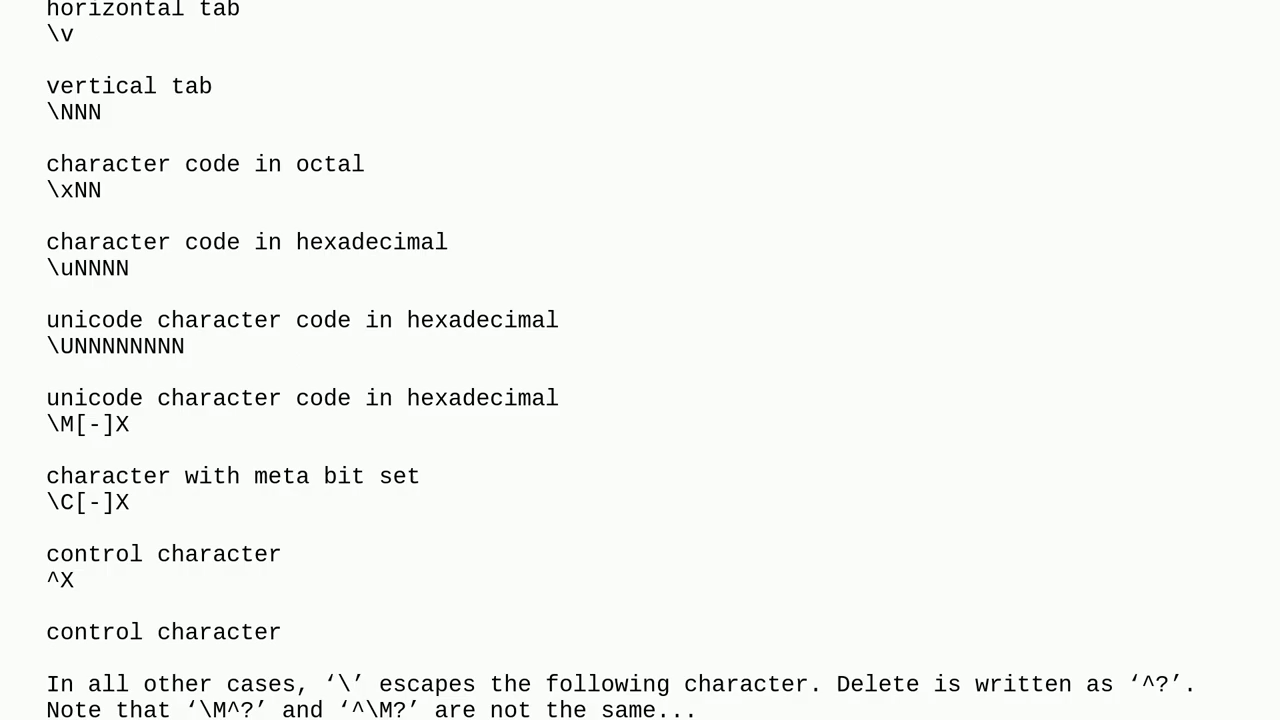 horizontal tab
\v
vertical tab
\NNN
character code in octal
\xNN
character code in hexadecimal
\uNNNN
unicode character code in hexadecimal
\UNNNNNNNN
unicode character code in hexadecimal
\M[-]X
character with meta bit set
\C[-]X
control character
^X
control character
In all other cases, ‘\’ escapes the following character. Delete is written as ‘^?’.
Note that ‘\M^?’ and ‘^\M?’ are not the same...